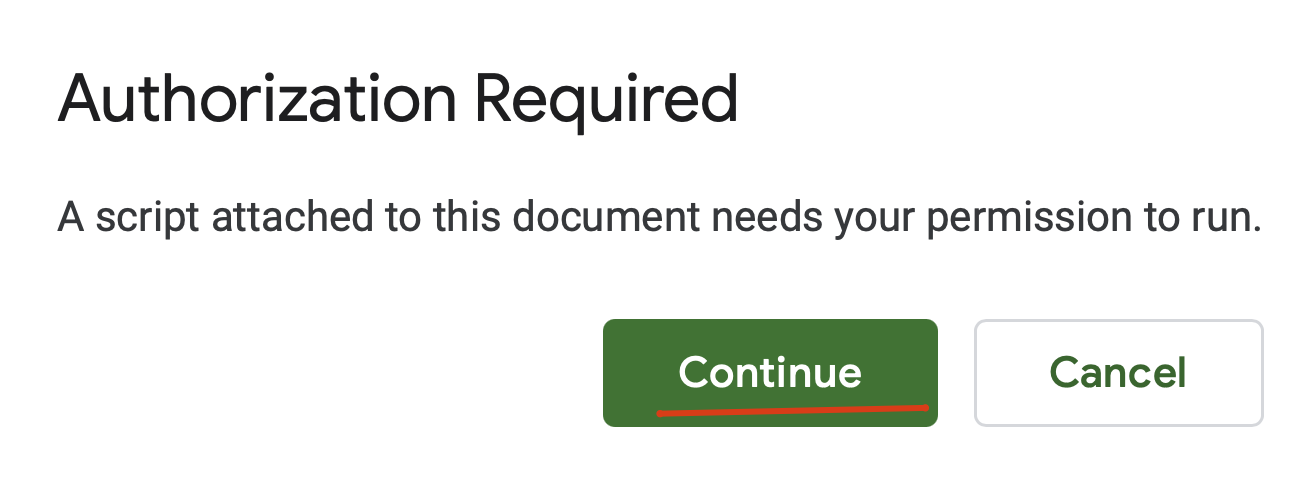 Authorization Required
A script attached to this document needs your permission to run.
Continue
Cancel